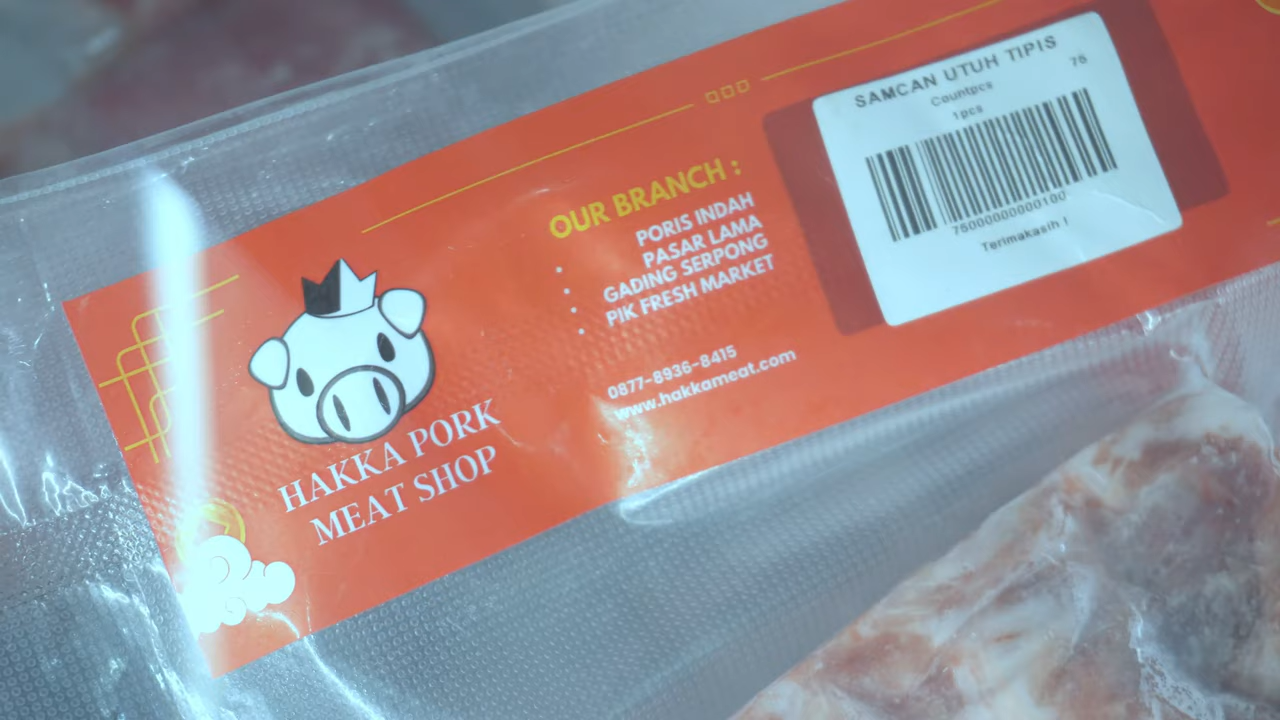 HAKKA PORK
MEAT SHOP
OUR BRANCH :
PORIS INDAH
PASAR LAMA
GADING SERPONG
PIK FRESH MARKET
0877-8936-8415
www.hakkameat.com
SAMCAN UTUH TIPIS
Countpcs
78
1pcs
75000000000100
Terimakasih !